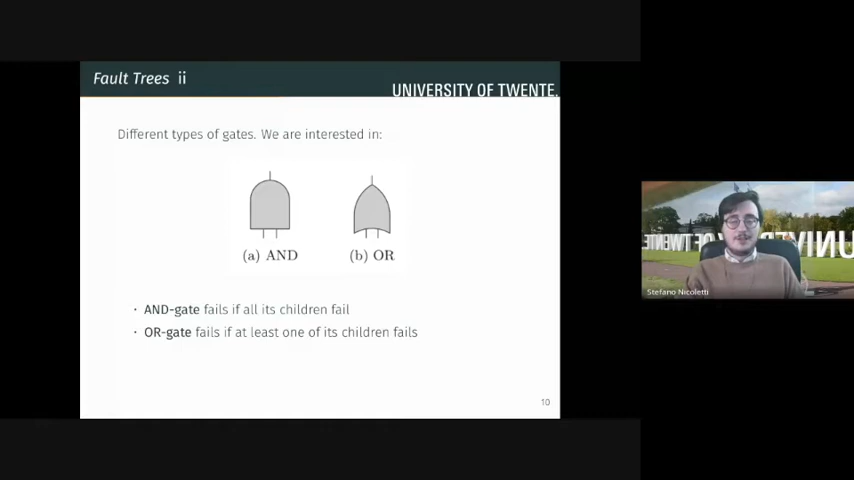 Fault Trees ii
UNIVERSITY OF TWENTE.
Different types of gates. We are interested in:
(a) AND
(b) OR
· AND-gate fails if all its children fail
· OR-gate fails if at least one of its children fails
10
Stefano Nicoletti